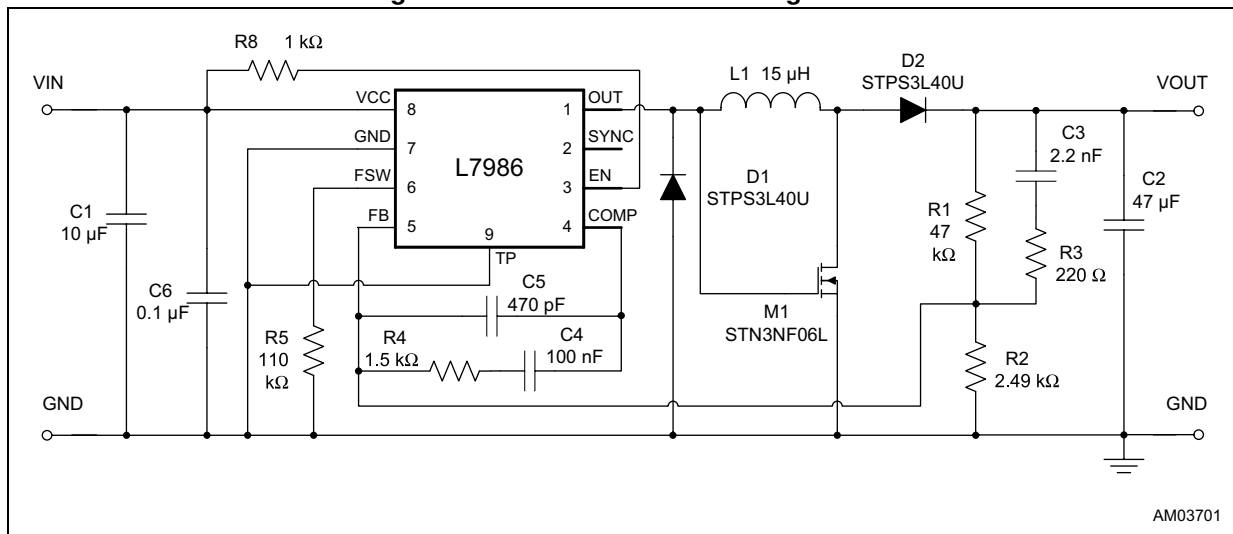 R8 1 kΩ
VIN
VCC
GND
FSW
FB
8
7
6
5
L7986
9
TP
1
2
3
4
OUT
SYNC
EN
COMP
L1 15 µH
D2
STPS3L40U
VOUT
C1
10 µF
C6
0.1 µF
R5
110
kΩ
C5
470 pF
R4
1.5 kΩ
C4
100 nF
D1
STPS3L40U
M1
STN3NF06L
R1
47
kΩ
C3
2.2 nF
R3
220 Ω
C2
47 µF
R2
2.49 kΩ
GND
GND
AM03701